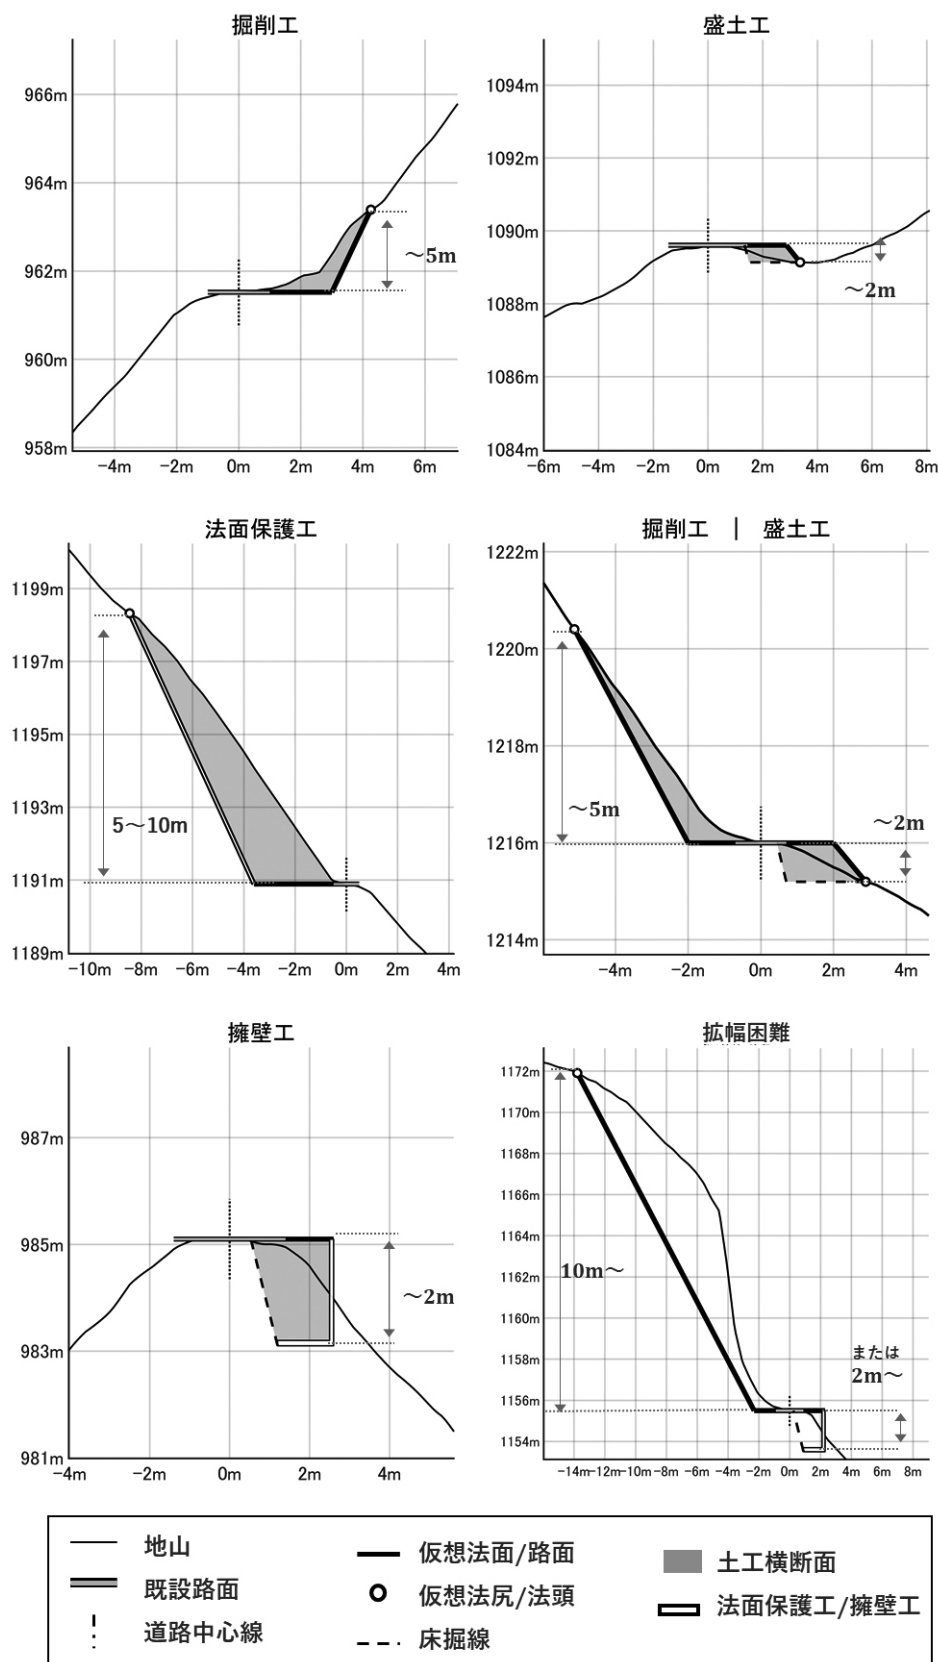 掘削工
966m
964m
962m
960m
958m
～5m
−4m −2m 0m 2m 4m 6m
盛土工
1094m
1092m
1090m
1088m
1086m
1084m
～2m
−6m −4m −2m 0m 2m 4m 6m 8m
法面保護工
1199m
1197m
1195m
1193m
1191m
1189m
5～10m
−10m −8m −6m −4m −2m 0m 2m 4m
掘削工 | 盛土工
1222m
1220m
1218m
1216m
1214m
～5m
～2m
−4m −2m 0m 2m 4m
擁壁工
987m
985m
983m
981m
～2m
−4m −2m 0m 2m 4m
拡幅困難
1172m
1170m
1168m
1166m
1164m
1162m
1160m
1158m
1156m
1154m
10m～
または
2m～
−14m −12m −10m −8m −6m −4m −2m 0m 2m 4m 6m 8m
地山
既設路面
道路中心線
仮想法面/路面
仮想法尻/法頭
床掘線
土工横断面
法面保護工/擁壁工